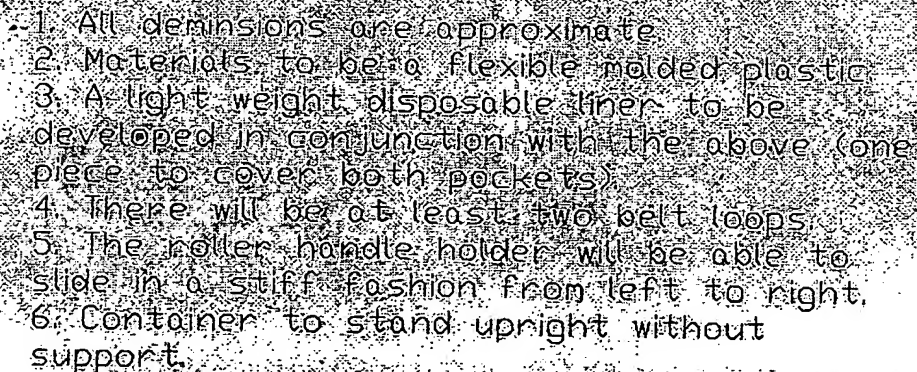 1. All deminsions are approximate.
2. Materials to be a flexible molded plastic
3. A light weight disposable liner to be
developed in conjunction with the above (one
piece to cover both pockets).
4. There will be at least two belt loops.
5. The roller handle holder will be able to
slide in a stiff fashion from left to right.
6. Container to stand upright without
support.